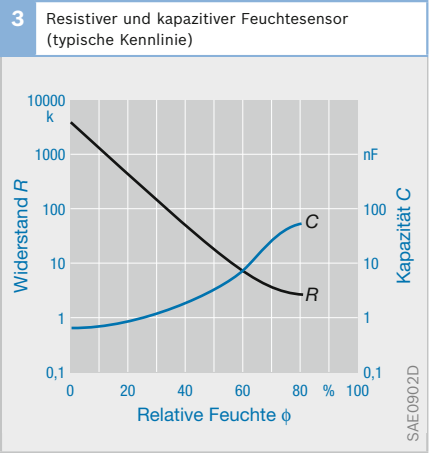 3
Resistiver und kapazitiver Feuchtesensor
(typische Kennlinie)
10000
k
1000
100
10
1
0,1
Widerstand R
nF
100
10
1
0,1
Kapazität C
C
R
0 20 40 60 80 % 100
Relative Feuchte ϕ
SAE0902D